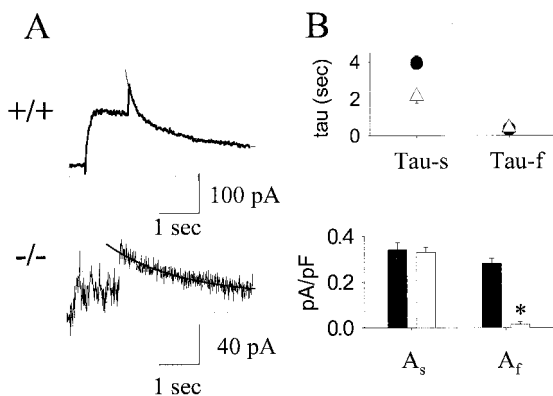 A
+/+
100 pA
1 sec
-/-
40 pA
1 sec
B
tau (sec)
4
2
0
Tau-s
Tau-f
pA/pF
0.4
0.2
0.0
*
As
Af